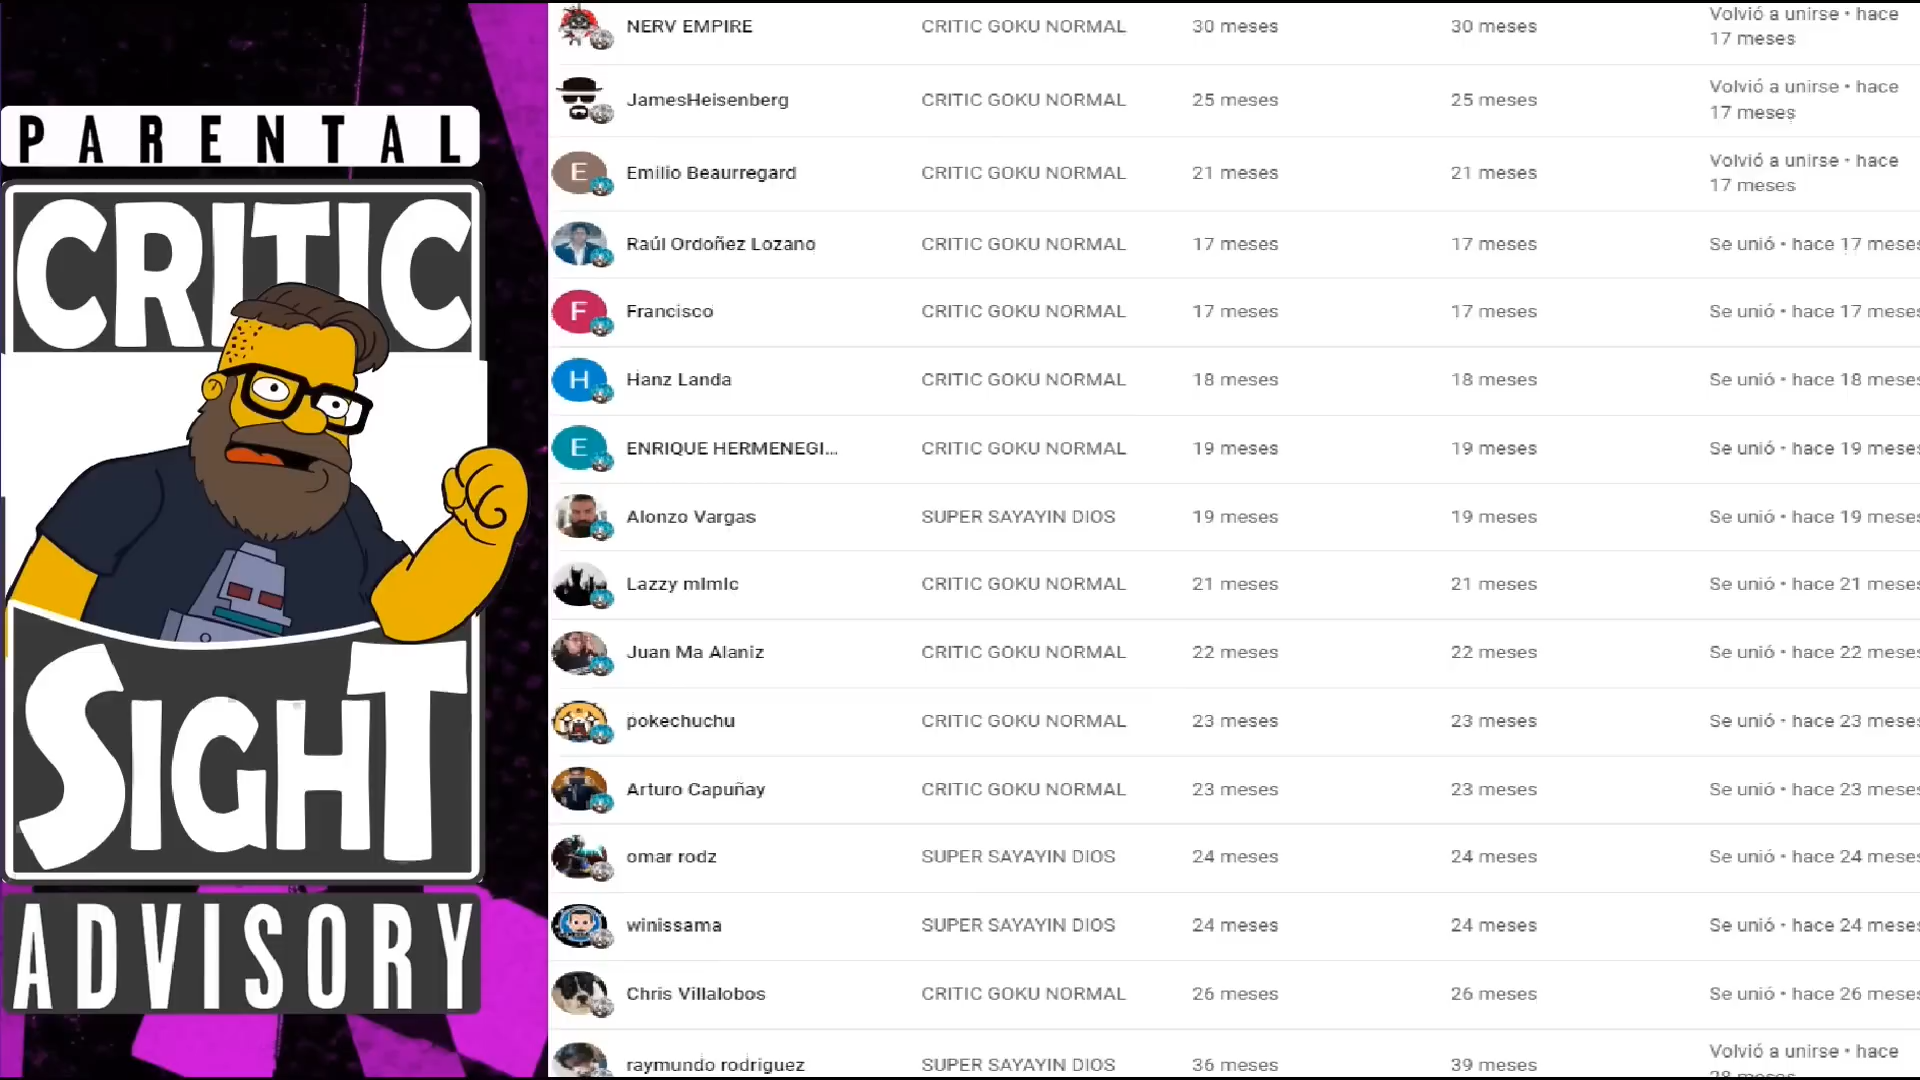 PARENTAL
CRITIC
SIGHT
ADVISORY
NERV EMPIRE CRITIC GOKU NORMAL 30 meses 30 meses Volvió a unirse • hace
17 meses
JamesHeisenberg CRITIC GOKU NORMAL 25 meses 25 meses Volvió a unirse • hace
17 meses
E Emilio Beaurregard CRITIC GOKU NORMAL 21 meses 21 meses Volvió a unirse • hace
17 meses
Raúl Ordoñez Lozano CRITIC GOKU NORMAL 17 meses 17 meses Se unió • hace 17 meses
F Francisco CRITIC GOKU NORMAL 17 meses 17 meses Se unió • hace 17 meses
H Hanz Landa CRITIC GOKU NORMAL 18 meses 18 meses Se unió • hace 18 meses
E ENRIQUE HERMENEGI... CRITIC GOKU NORMAL 19 meses 19 meses Se unió • hace 19 meses
Alonzo Vargas SUPER SAYAYIN DIOS 19 meses 19 meses Se unió • hace 19 meses
Lazzy mImIc CRITIC GOKU NORMAL 21 meses 21 meses Se unió • hace 21 meses
Juan Ma Alaniz CRITIC GOKU NORMAL 22 meses 22 meses Se unió • hace 22 meses
pokechuchu CRITIC GOKU NORMAL 23 meses 23 meses Se unió • hace 23 meses
Arturo Capuñay CRITIC GOKU NORMAL 23 meses 23 meses Se unió • hace 23 meses
omar rodz SUPER SAYAYIN DIOS 24 meses 24 meses Se unió • hace 24 meses
winissama SUPER SAYAYIN DIOS 24 meses 24 meses Se unió • hace 24 meses
Chris Villalobos CRITIC GOKU NORMAL 26 meses 26 meses Se unió • hace 26 meses
raymundo rodriguez SUPER SAYAYIN DIOS 36 meses 39 meses Volvió a unirse • hace